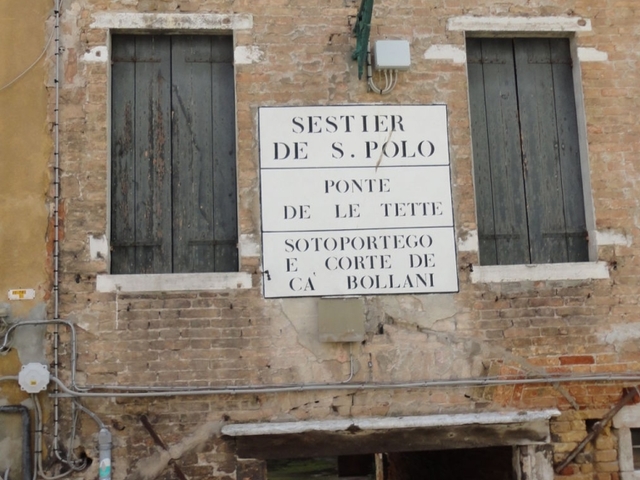 SESTIER
DE S. POLO
PONTE
DE LE TETTE
SOTOPORTEGO
E CORTE DE
CA' BOLLANI